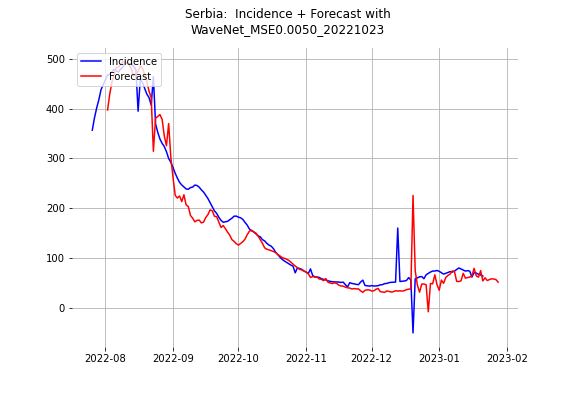 Serbia:  Incidence + Forecast with
WaveNet_MSE0.0050_20221023
Incidence
Forecast
500
400
300
200
100
0
2022-08 2022-09 2022-10 2022-11 2022-12 2023-01 2023-02